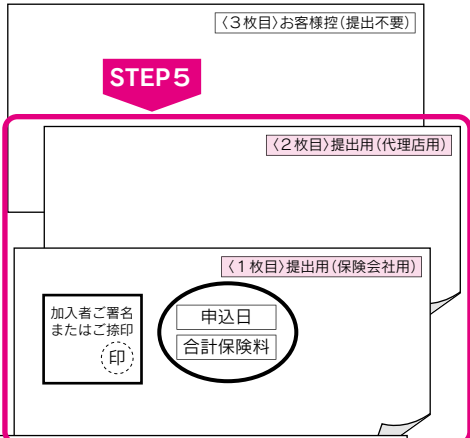 〈3枚目〉お客様控(提出不要)
STEP5
〈2枚目〉提出用(代理店用)
〈1枚目〉提出用(保険会社用)
加入者ご署名
またはご捺印
印
申込日
合計保険料